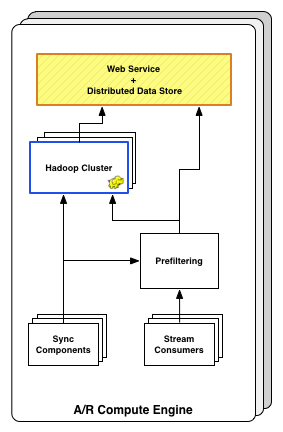 Web Service
+
Distributed Data Store
Hadoop Cluster
Prefiltering
Sync
Components
Stream
Consumers
A/R Compute Engine